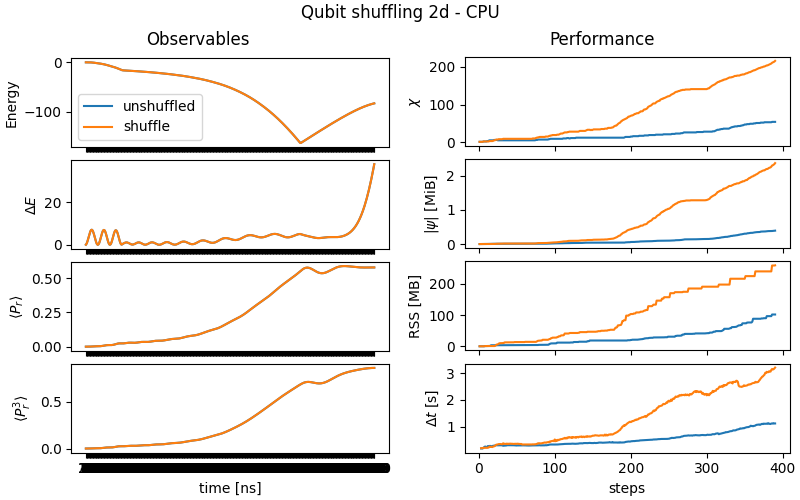 Qubit shuffling 2d - CPU
Observables
Performance
Energy
0
−100
unshuffled
shuffle
χ
200
100
0
ΔE
20
0
|ψ| [MiB]
2
1
0
⟨P_r⟩
0.50
0.25
0.00
RSS [MB]
200
100
0
⟨P_r^3⟩
0.5
0.0
time [ns]
Δt [s]
3
2
1
0 100 200 300 400
steps